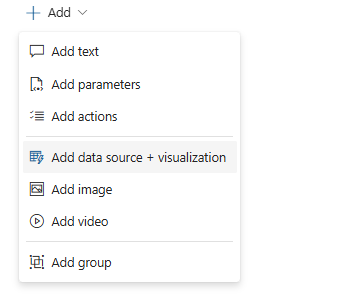 Add
Add text
Add parameters
Add actions
Add data source + visualization
Add image
Add video
Add group